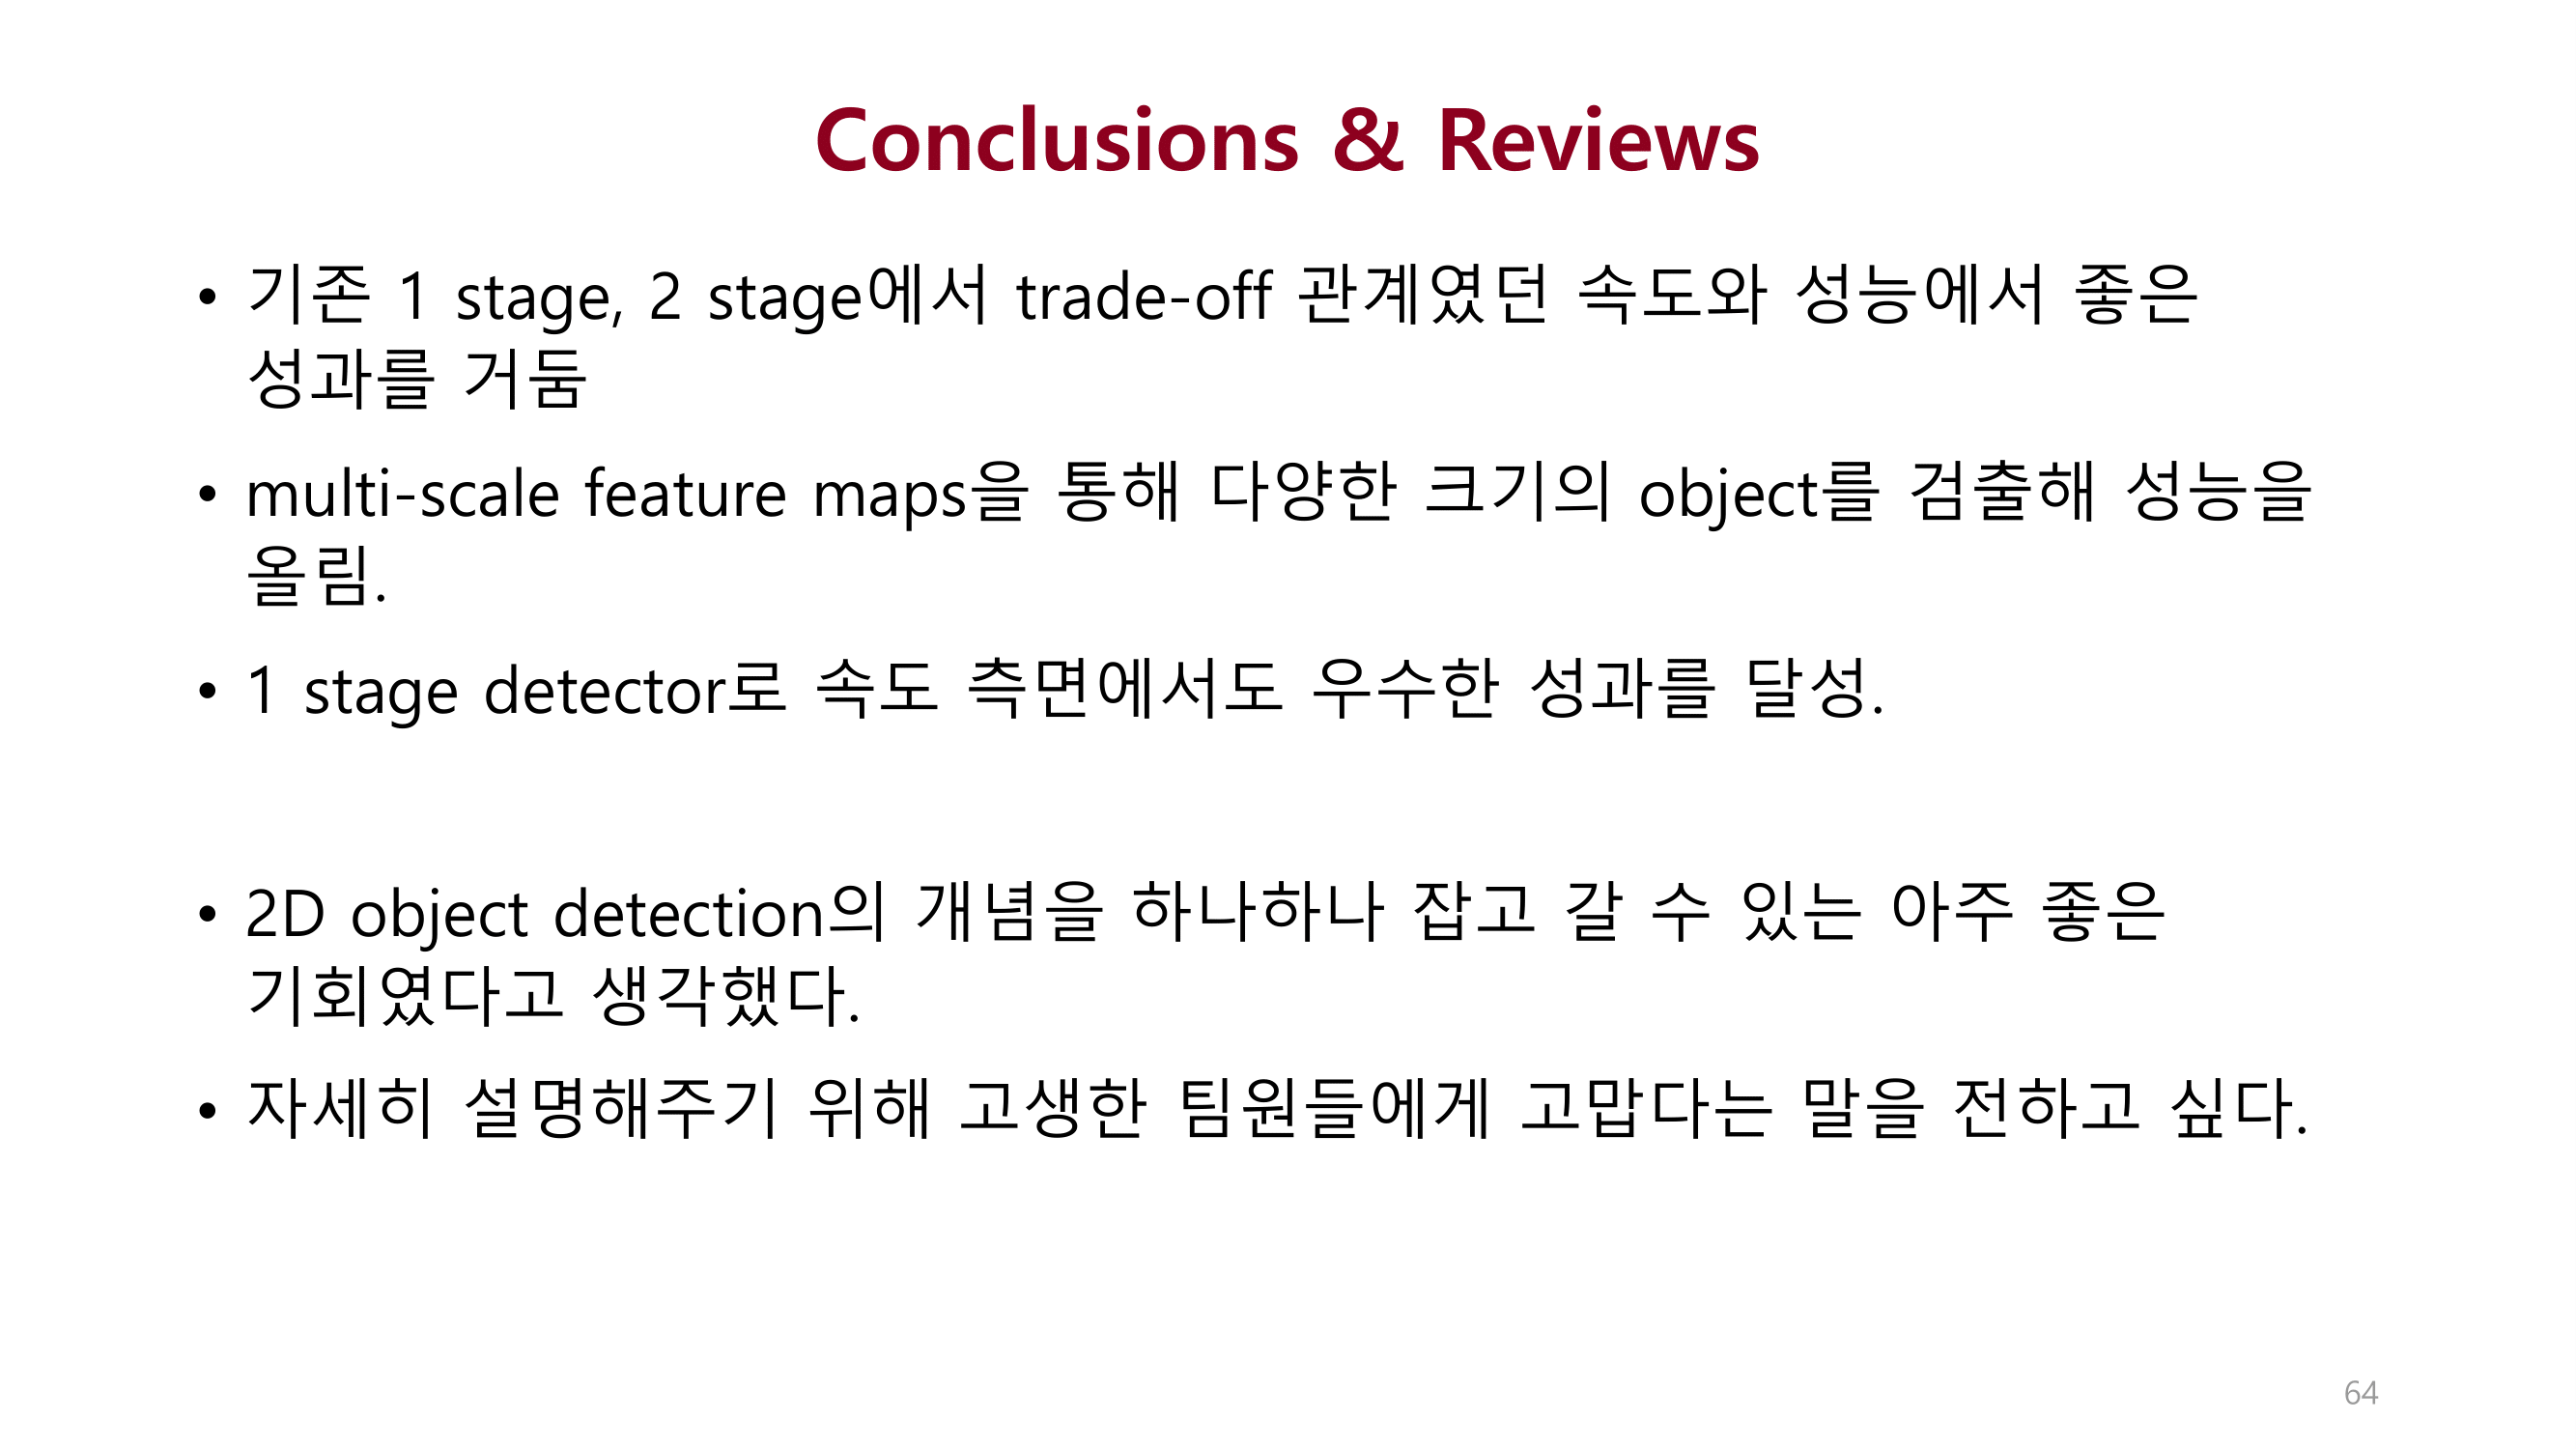 Conclusions & Reviews
• 기존 1 stage, 2 stage에서 trade-off 관계였던 속도와 성능에서 좋은
성과를 거둠
• multi-scale feature maps을 통해 다양한 크기의 object를 검출해 성능을
올림.
• 1 stage detector로 속도 측면에서도 우수한 성과를 달성.
• 2D object detection의 개념을 하나하나 잡고 갈 수 있는 아주 좋은
기회였다고 생각했다.
• 자세히 설명해주기 위해 고생한 팀원들에게 고맙다는 말을 전하고 싶다.
64